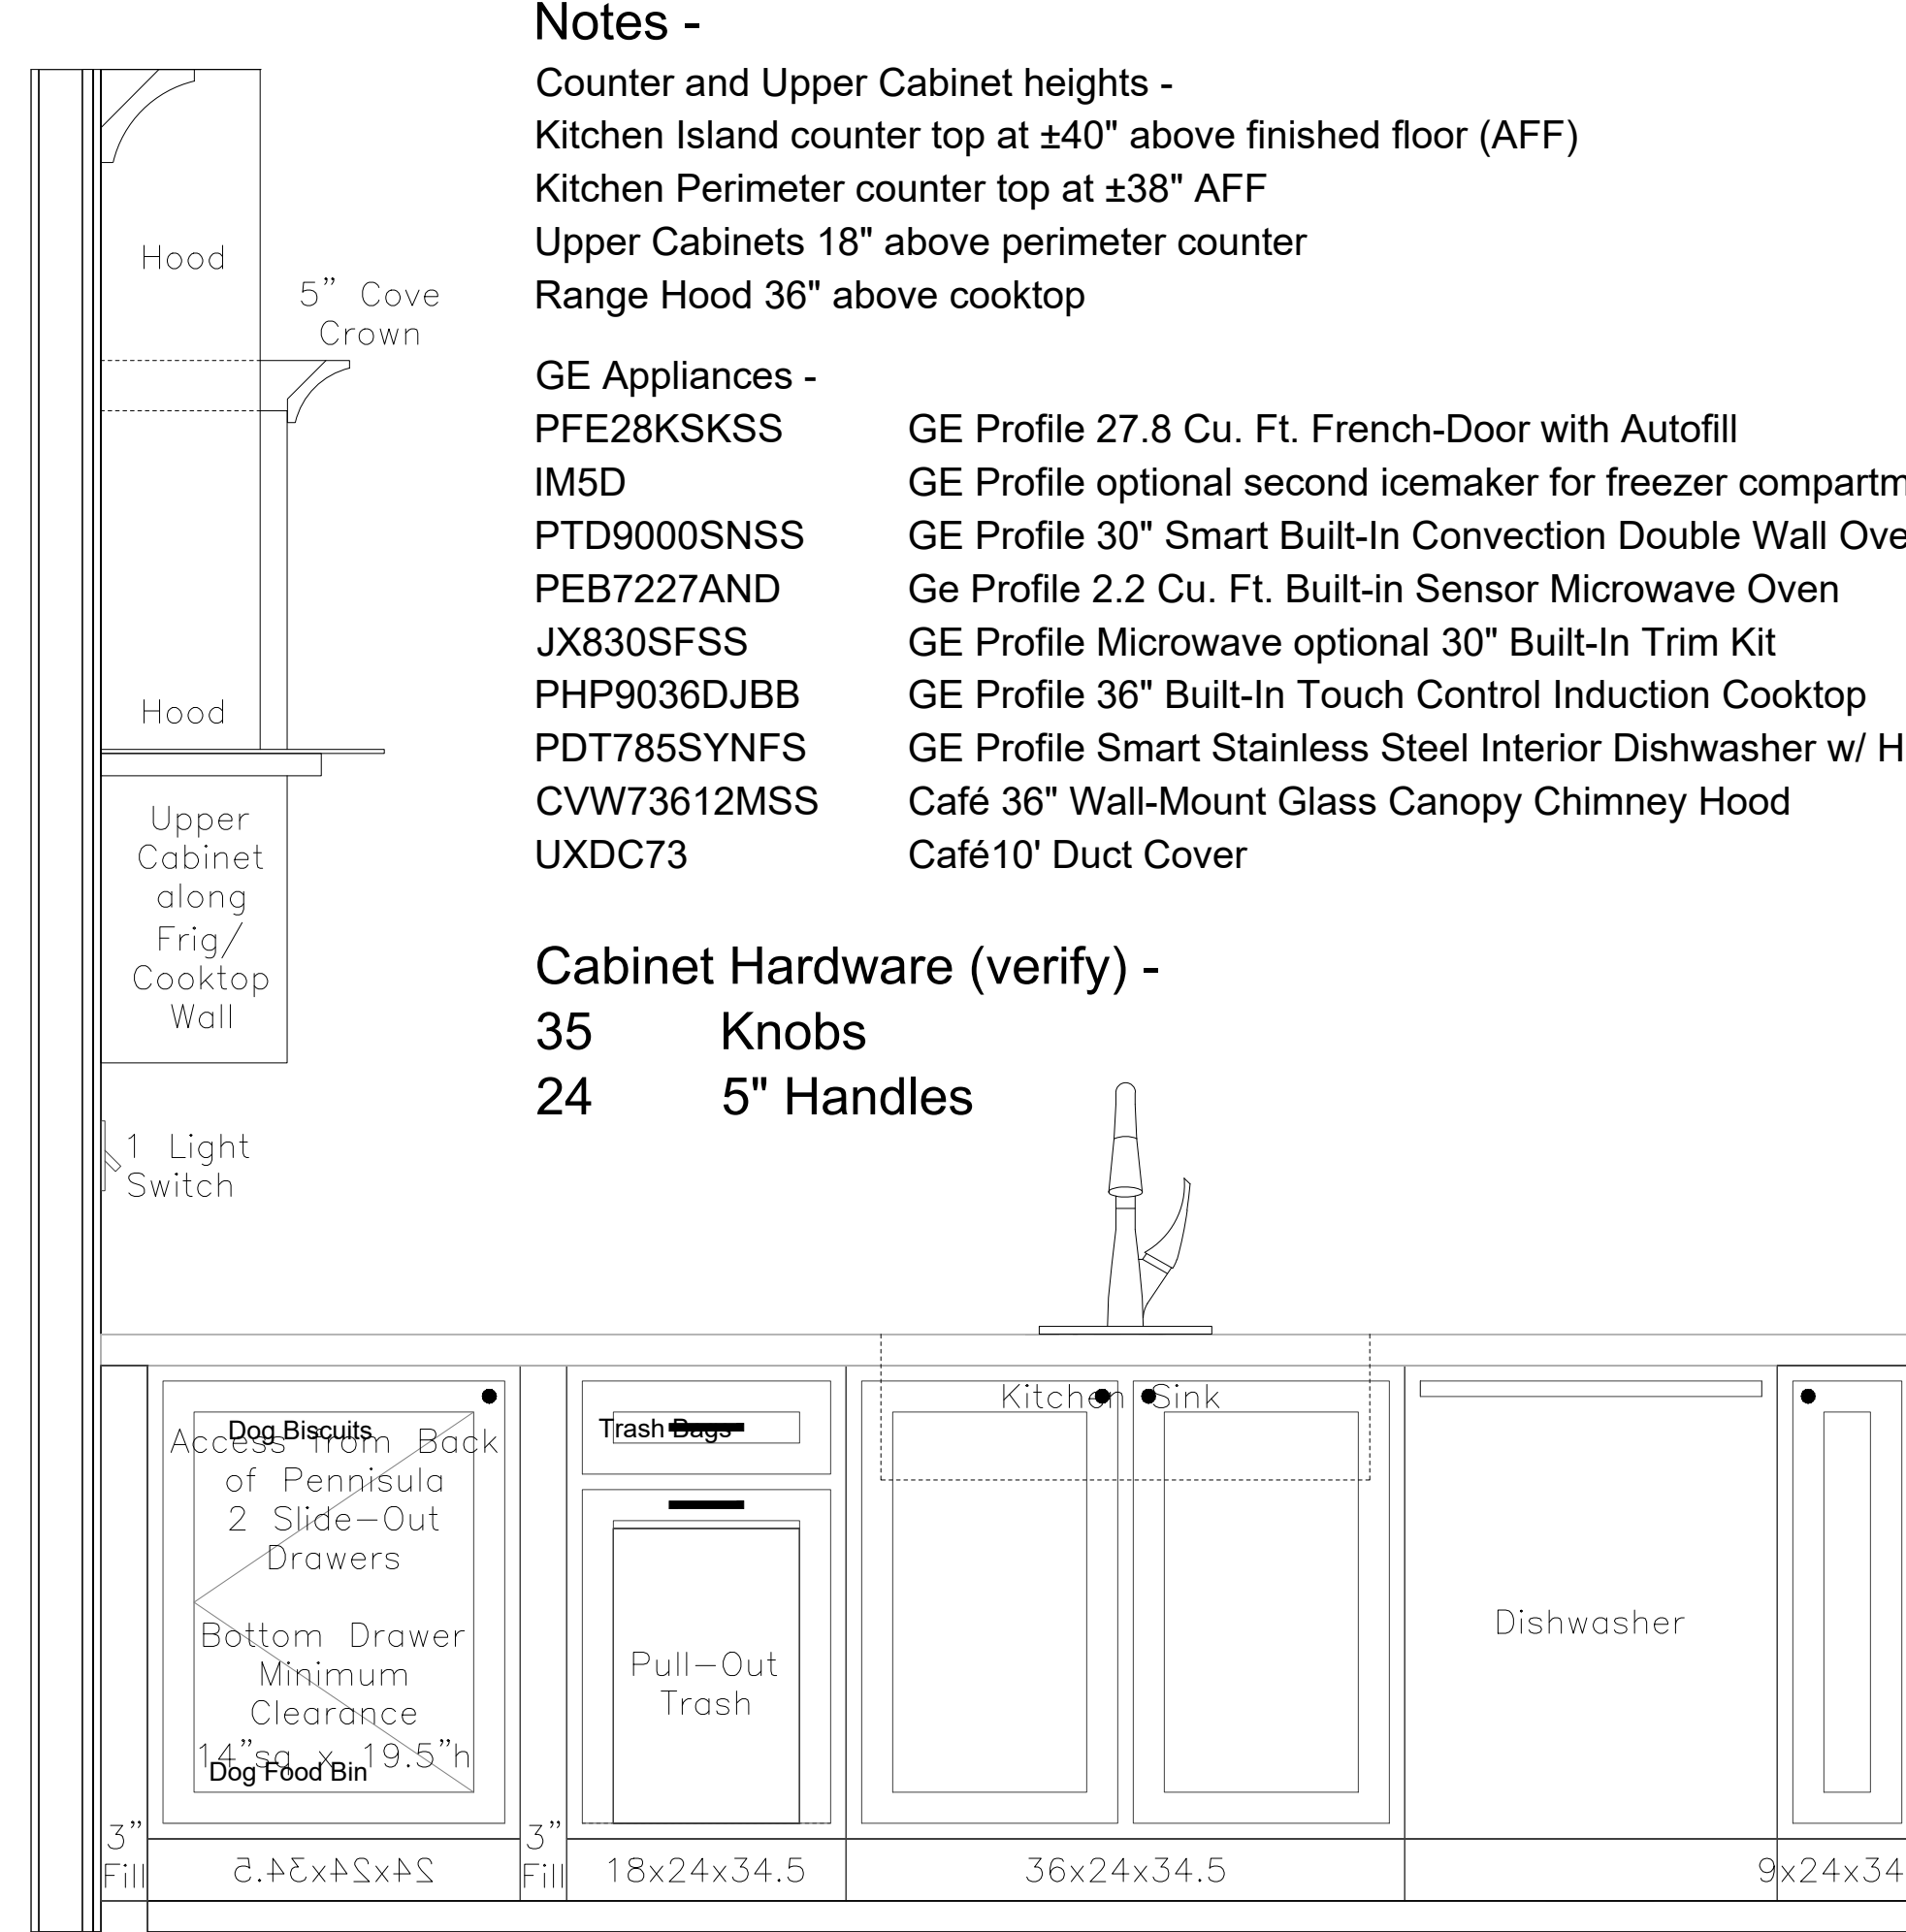 Notes -
Counter and Upper Cabinet heights -
Kitchen Island counter top at ±40" above finished floor (AFF)
Kitchen Perimeter counter top at ±38" AFF
Upper Cabinets 18" above perimeter counter
Range Hood 36" above cooktop
GE Appliances -
PFE28KSKSS GE Profile 27.8 Cu. Ft. French-Door with Autofill
IM5D GE Profile optional second icemaker for freezer compartm
PTD9000SNSS GE Profile 30" Smart Built-In Convection Double Wall Ove
PEB7227AND Ge Profile 2.2 Cu. Ft. Built-in Sensor Microwave Oven
JX830SFSS GE Profile Microwave optional 30" Built-In Trim Kit
PHP9036DJBB GE Profile 36" Built-In Touch Control Induction Cooktop
PDT785SYNFS GE Profile Smart Stainless Steel Interior Dishwasher w/ H
CVW73612MSS Café 36" Wall-Mount Glass Canopy Chimney Hood
UXDC73 Café10' Duct Cover
Cabinet Hardware (verify) -
35 Knobs
24 5" Handles
Hood
5" Cove
Crown
Hood
Upper
Cabinet
along
Frig/
Cooktop
Wall
1 Light
Switch
Dog Biscuits
Access from Back
of Pennisula
2 Slide-Out
Drawers
Bottom Drawer
Minimum
Clearance
14"sq x 19.5"h
Dog Food Bin
Trash Bags
Pull-Out
Trash
Kitchen Sink
Dishwasher
3"
Fill
24x24x34.5
3"
Fill
18x24x34.5
36x24x34.5
9x24x34